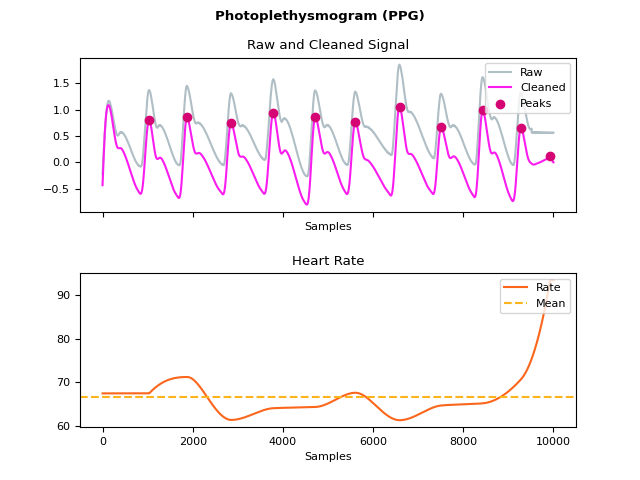 Photoplethysmogram (PPG)
Raw and Cleaned Signal
Raw
Cleaned
Peaks
1.5
1.0
0.5
0.0
−0.5
Samples
Heart Rate
Rate
Mean
90
80
70
60
0 2000 4000 6000 8000 10000
Samples